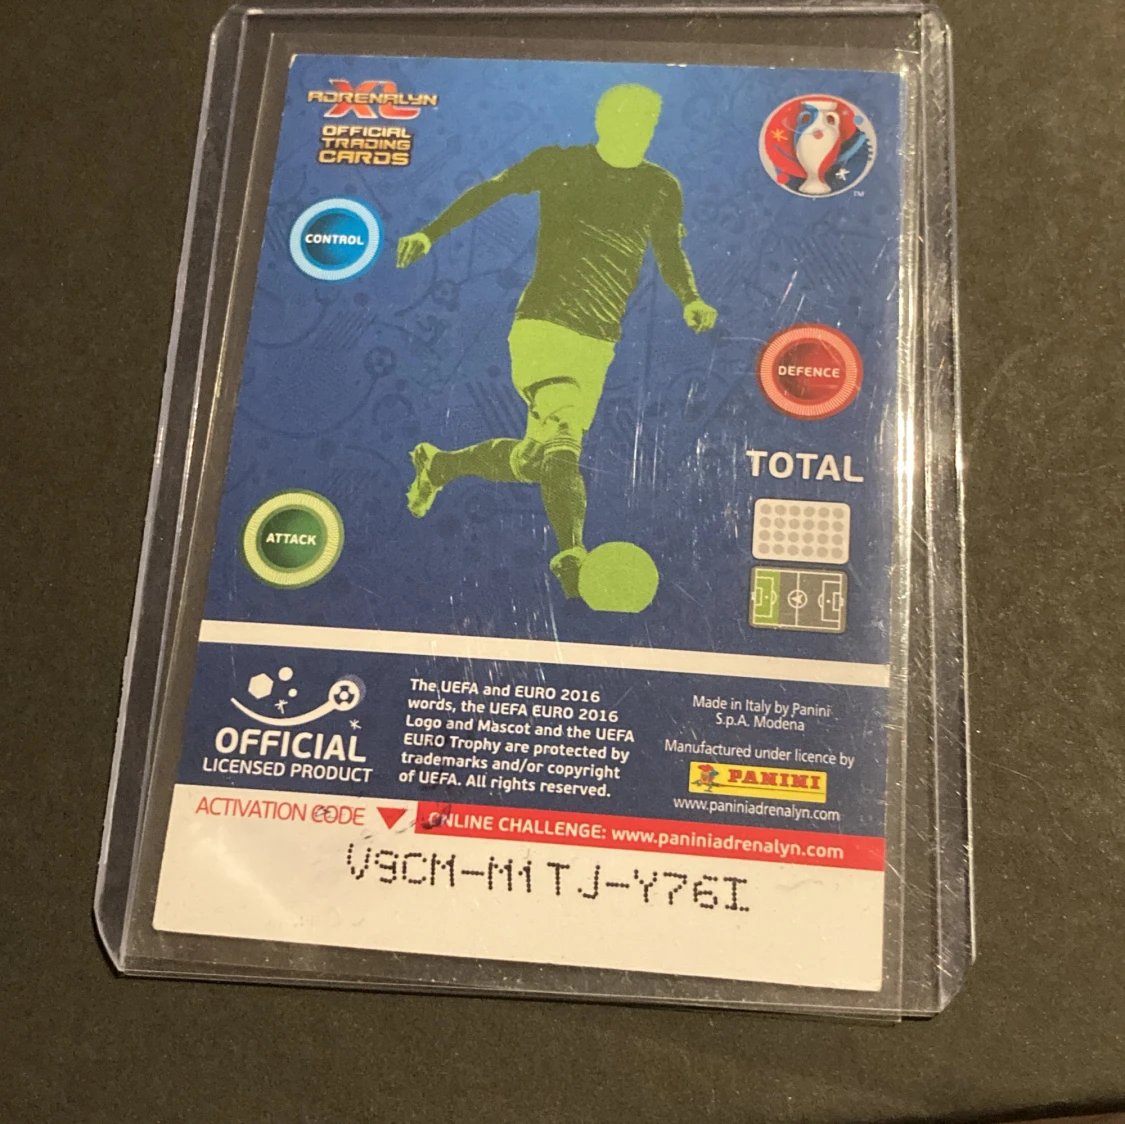 ADRENALYN
XL
OFFICIAL
TRADING
CARDS
TM
CONTROL
DEFENCE
TOTAL
ATTACK
OFFICIAL
LICENSED PRODUCT
The UEFA and EURO 2016
words, the UEFA EURO 2016
Logo and Mascot and the UEFA
EURO Trophy are protected by
trademarks and/or copyright
of UEFA. All rights reserved.
Made in Italy by Panini
S.p.A. Modena
Manufactured under licence by
PANINI
www.paniniadrenalyn.com
ACTIVATION CODE
ONLINE CHALLENGE: www.paniniadrenalyn.com
V9CM-M1TJ-Y76I